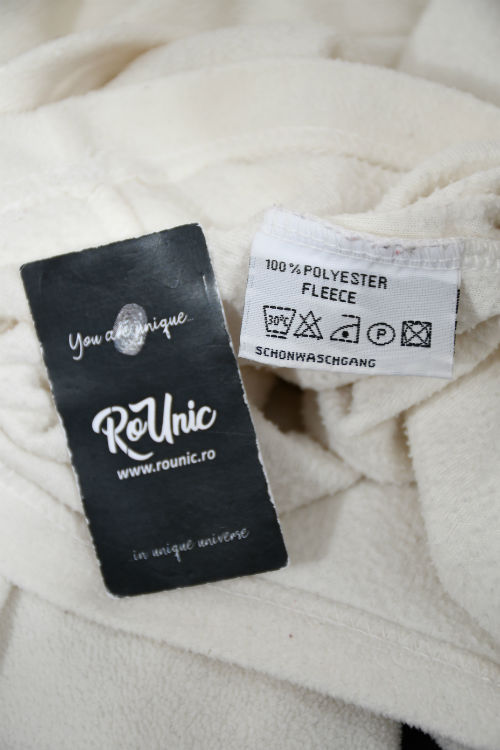 You are unique...
RoUnic
www.rounic.ro
...in unique universe
100% POLYESTER
FLEECE
30°C P
SCHONWASCHGANG